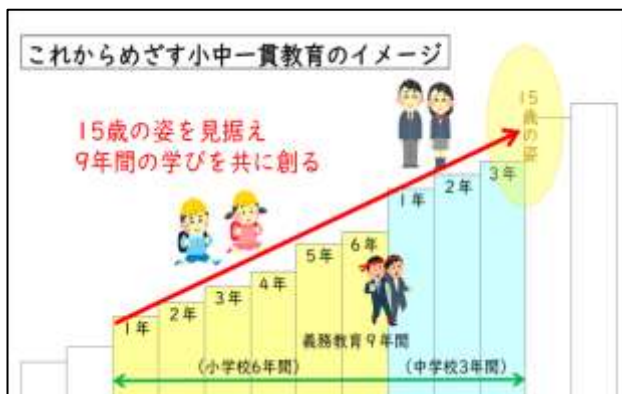 これからめざす小中一貫教育のイメージ
15歳の姿を見据え
9年間の学びを共に創る
15歳の姿
1年
2年
3年
4年
5年
6年
1年
2年
3年
義務教育9年間
(小学校6年間)
(中学校3年間)